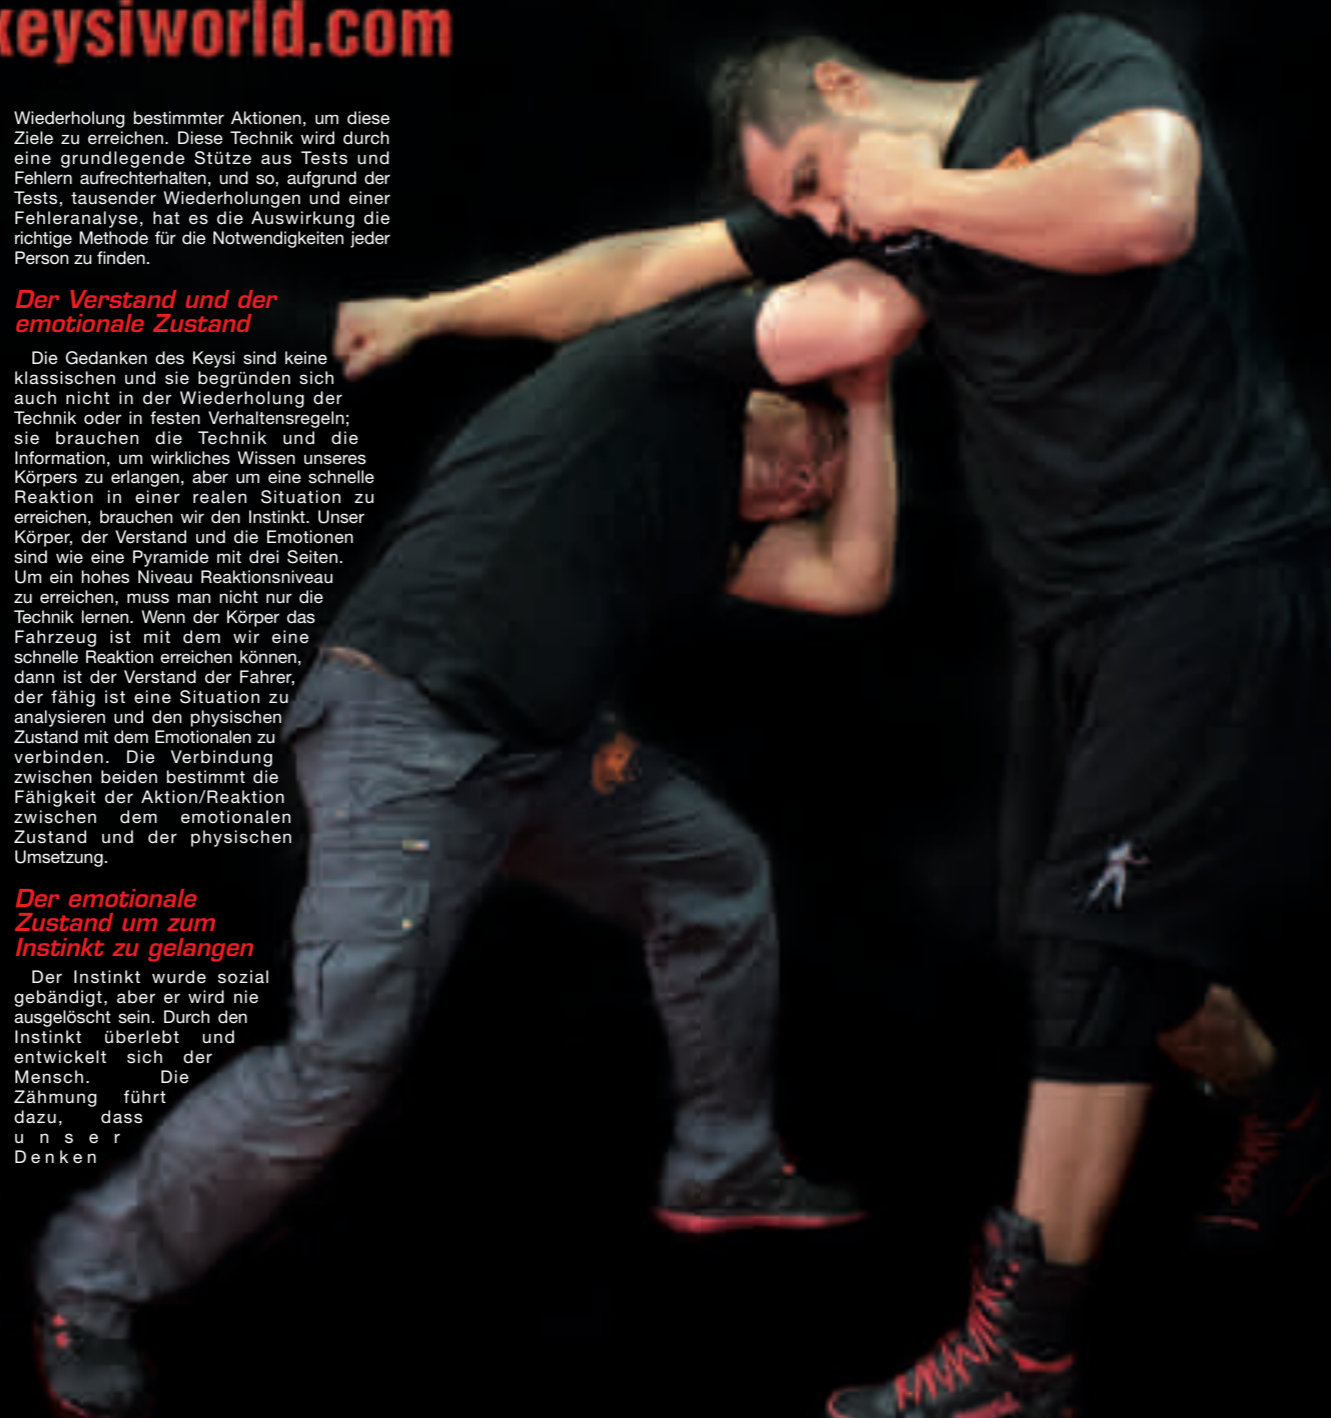 keysiworld.com
Wiederholung bestimmter Aktionen, um diese
Ziele zu erreichen. Diese Technik wird durch
eine grundlegende Stütze aus Tests und
Fehlern aufrechterhalten, und so, aufgrund der
Tests, tausender Wiederholungen und einer
Fehleranalyse, hat es die Auswirkung die
richtige Methode für die Notwendigkeiten jeder
Person zu finden.
Der Verstand und der
emotionale Zustand
Die Gedanken des Keysi sind keine
klassischen und sie begründen sich
auch nicht in der Wiederholung der
Technik oder in festen Verhaltensregeln;
sie brauchen die Technik und die
Information, um wirkliches Wissen unseres
Körpers zu erlangen, aber um eine schnelle
Reaktion in einer realen Situation zu
erreichen, brauchen wir den Instinkt. Unser
Körper, der Verstand und die Emotionen
sind wie eine Pyramide mit drei Seiten.
Um ein hohes Niveau Reaktionsniveau
zu erreichen, muss man nicht nur die
Technik lernen. Wenn der Körper das
Fahrzeug ist mit dem wir eine
schnelle Reaktion erreichen können,
dann ist der Verstand der Fahrer,
der fähig ist eine Situation zu
analysieren und den physischen
Zustand mit dem Emotionalen zu
verbinden. Die Verbindung
zwischen beiden bestimmt die
Fähigkeit der Aktion/Reaktion
zwischen dem emotionalen
Zustand und der physischen
Umsetzung.
Der emotionale
Zustand um zum
Instinkt zu gelangen
Der Instinkt wurde sozial
gebändigt, aber er wird nie
ausgelöscht sein. Durch den
Instinkt überlebt und
entwickelt sich der
Mensch. Die
Zähmung führt
dazu, dass
unser
Denken